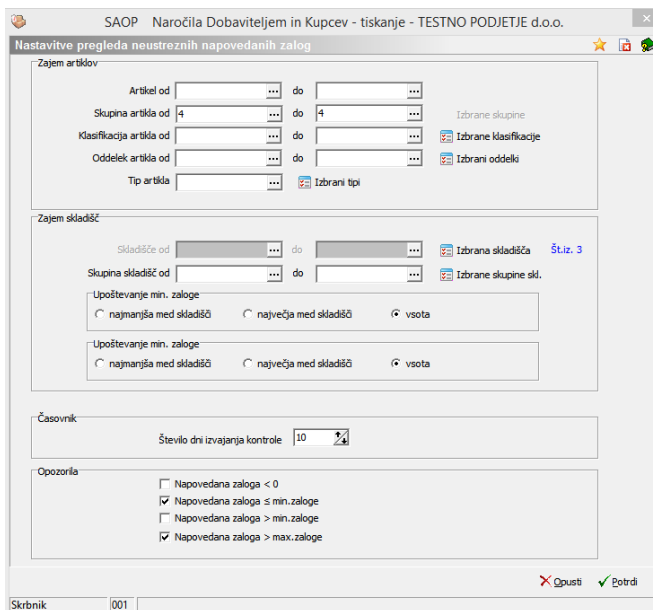 SAOP Naročila Dobaviteljem in Kupcev - tiskanje - TESTNO PODJETJE d.o.o.
Nastavitve pregleda neustreznih napovedanih zalog
Zajem artiklov
Artikel od ... do ...
Skupina artikla od 4 ... do 4 ... Izbrane skupine
Klasifikacija artikla od ... do ... Izbrane klasifikacije
Oddelek artikla od ... do ... Izbrani oddelki
Tip artikla ... Izbrani tipi
Zajem skladišč
Skladišče od ... do ... Izbrana skladišča Št.iz. 3
Skupina skladišč od ... do ... Izbrane skupine skl.
Upoštevanje min. zaloge
najmanjša med skladišči največja med skladišči vsota
Upoštevanje min. zaloge
najmanjša med skladišči največja med skladišči vsota
Časovnik
Število dni izvajanja kontrole 10
Opozorila
Napovedana zaloga < 0
Napovedana zaloga ≤ min.zaloge
Napovedana zaloga > min.zaloge
Napovedana zaloga > max.zaloge
Opusti Potrdi
Skrbnik 001